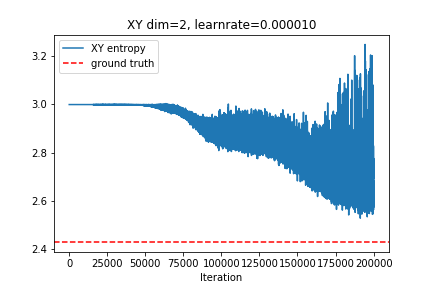 XY dim=2, learnrate=0.000010
XY entropy
ground truth
3.2
3.0
2.8
2.6
2.4
0 25000 50000 75000 100000 125000 150000 175000 200000
Iteration